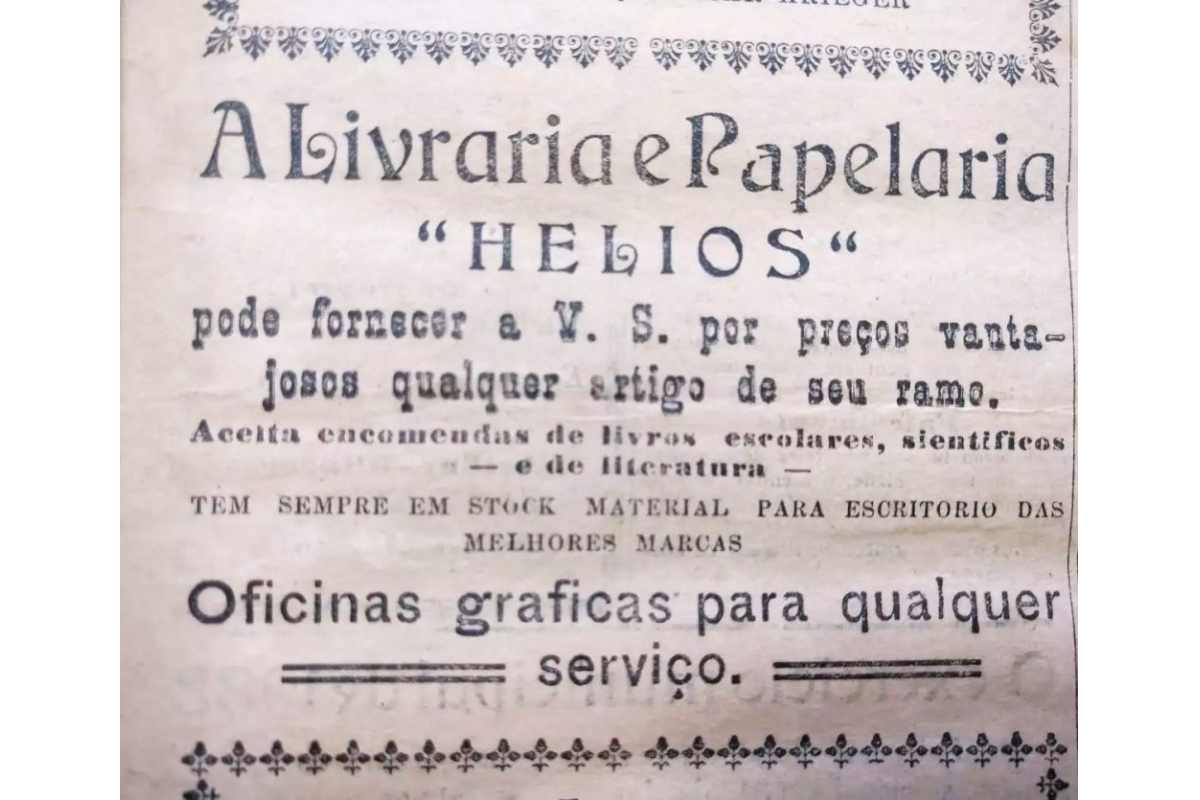 KRIEGER
A Livraria e Papelaria
“HELIOS“
pode fornecer a V. S. por preços vanta-
josos qualquer artigo de seu ramo.
Aceita encomendas de livros escolares, sientificos
— e de literatura —
TEM SEMPRE EM STOCK MATERIAL PARA ESCRITORIO DAS
MELHORES MARCAS
Oficinas graficas para qualquer
serviço.